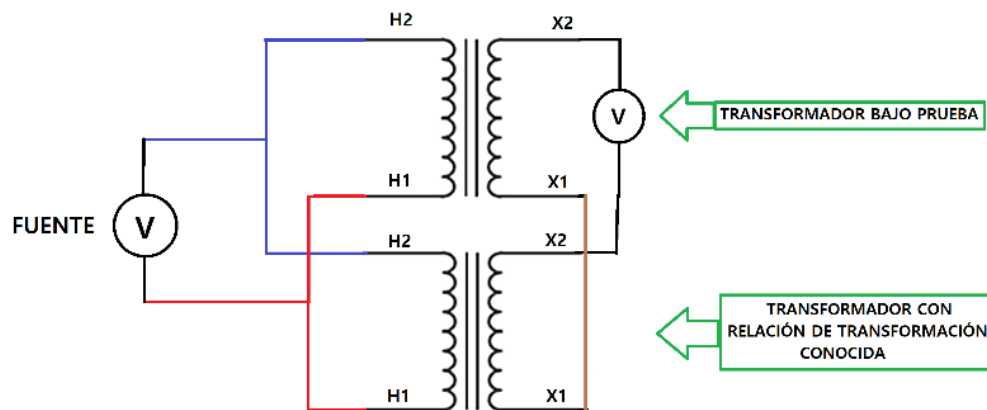 H2
X2
V
TRANSFORMADOR BAJO PRUEBA
H1
X1
FUENTE
V
H2
X2
TRANSFORMADOR CON
RELACIÓN DE TRANSFORMACIÓN
CONOCIDA
H1
X1